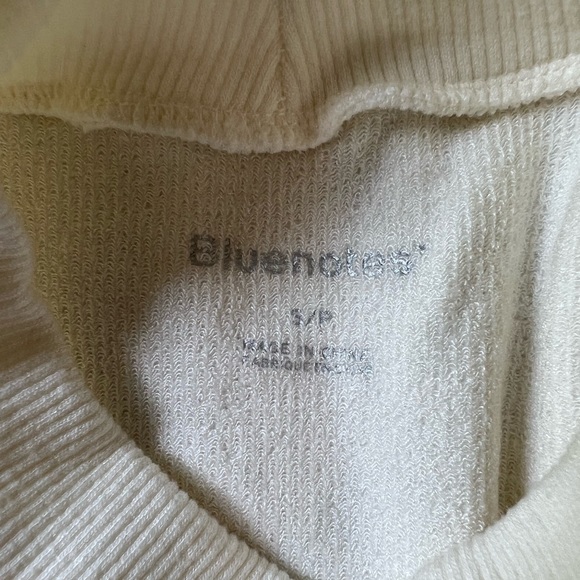 Bluenotes
S/P
MADE IN CHINA
FABRIQUÉ EN CHINE